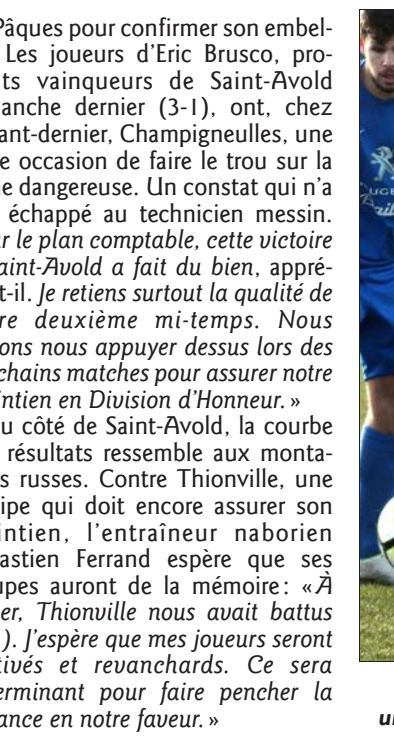 Pâques pour confirmer son embel-
Les joueurs d'Eric Brusco, pro-
ts vainqueurs de Saint-Avold
anche dernier (3-1), ont, chez
ant-dernier, Champigneulles, une
e occasion de faire le trou sur la
ne dangereuse. Un constat qui n'a
échappé au technicien messin.
r le plan comptable, cette victoire
aint-Avold a fait du bien, appré-
t-il. Je retiens surtout la qualité de
re deuxième mi-temps. Nous
ons nous appuyer dessus lors des
chains matches pour assurer notre
intien en Division d'Honneur. »
u côté de Saint-Avold, la courbe
résultats ressemble aux monta-
s russes. Contre Thionville, une
ipe qui doit encore assurer son
intien, l'entraîneur naborien
astien Ferrand espère que ses
upes auront de la mémoire : « À
er, Thionville nous avait battus
). J'espère que mes joueurs seront
tivés et revanchards. Ce sera
erminant pour faire pencher la
ance en notre faveur. »
UGE
u